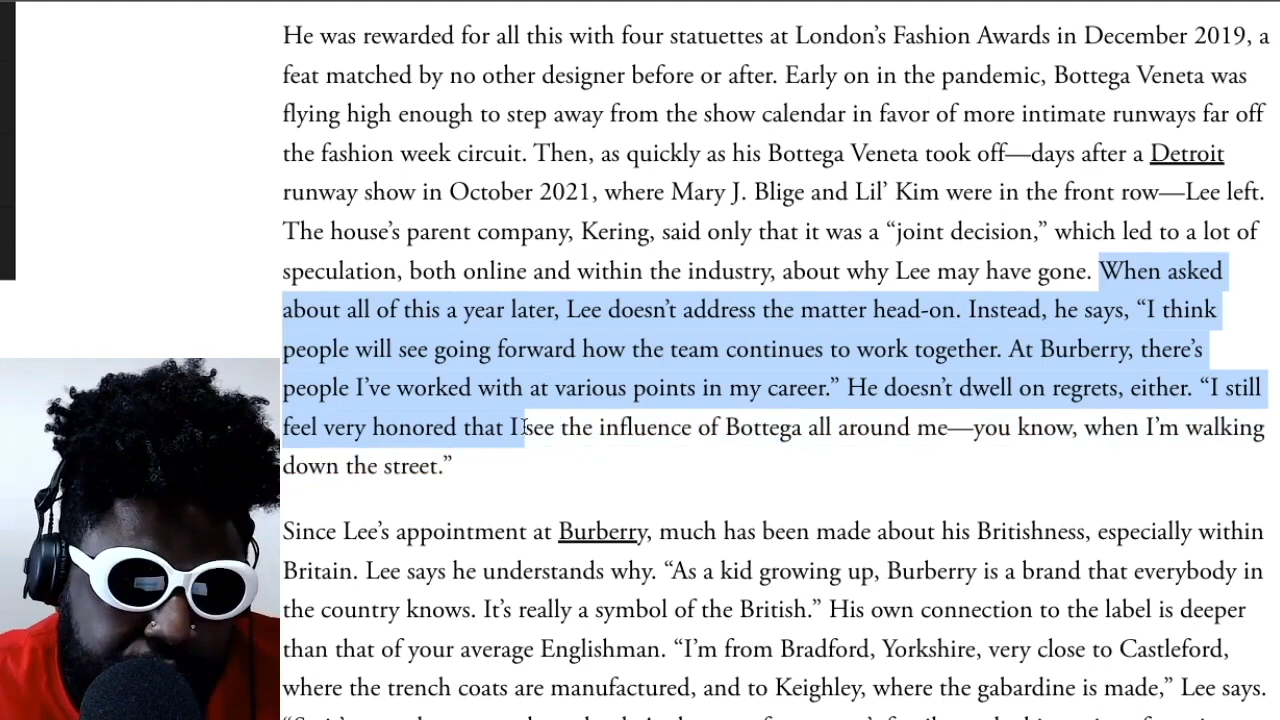 He was rewarded for all this with four statuettes at London’s Fashion Awards in December 2019, a
feat matched by no other designer before or after. Early on in the pandemic, Bottega Veneta was
flying high enough to step away from the show calendar in favor of more intimate runways far off
the fashion week circuit. Then, as quickly as his Bottega Veneta took off—days after a Detroit
runway show in October 2021, where Mary J. Blige and Lil’ Kim were in the front row—Lee left.
The house’s parent company, Kering, said only that it was a “joint decision,” which led to a lot of
speculation, both online and within the industry, about why Lee may have gone. When asked
about all of this a year later, Lee doesn’t address the matter head-on. Instead, he says, “I think
people will see going forward how the team continues to work together. At Burberry, there’s
people I’ve worked with at various points in my career.” He doesn’t dwell on regrets, either. “I still
feel very honored that I see the influence of Bottega all around me—you know, when I’m walking
down the street.”
Since Lee’s appointment at Burberry, much has been made about his Britishness, especially within
Britain. Lee says he understands why. “As a kid growing up, Burberry is a brand that everybody in
the country knows. It’s really a symbol of the British.” His own connection to the label is deeper
than that of your average Englishman. “I’m from Bradford, Yorkshire, very close to Castleford,
where the trench coats are manufactured, and to Keighley, where the gabardine is made,” Lee says.